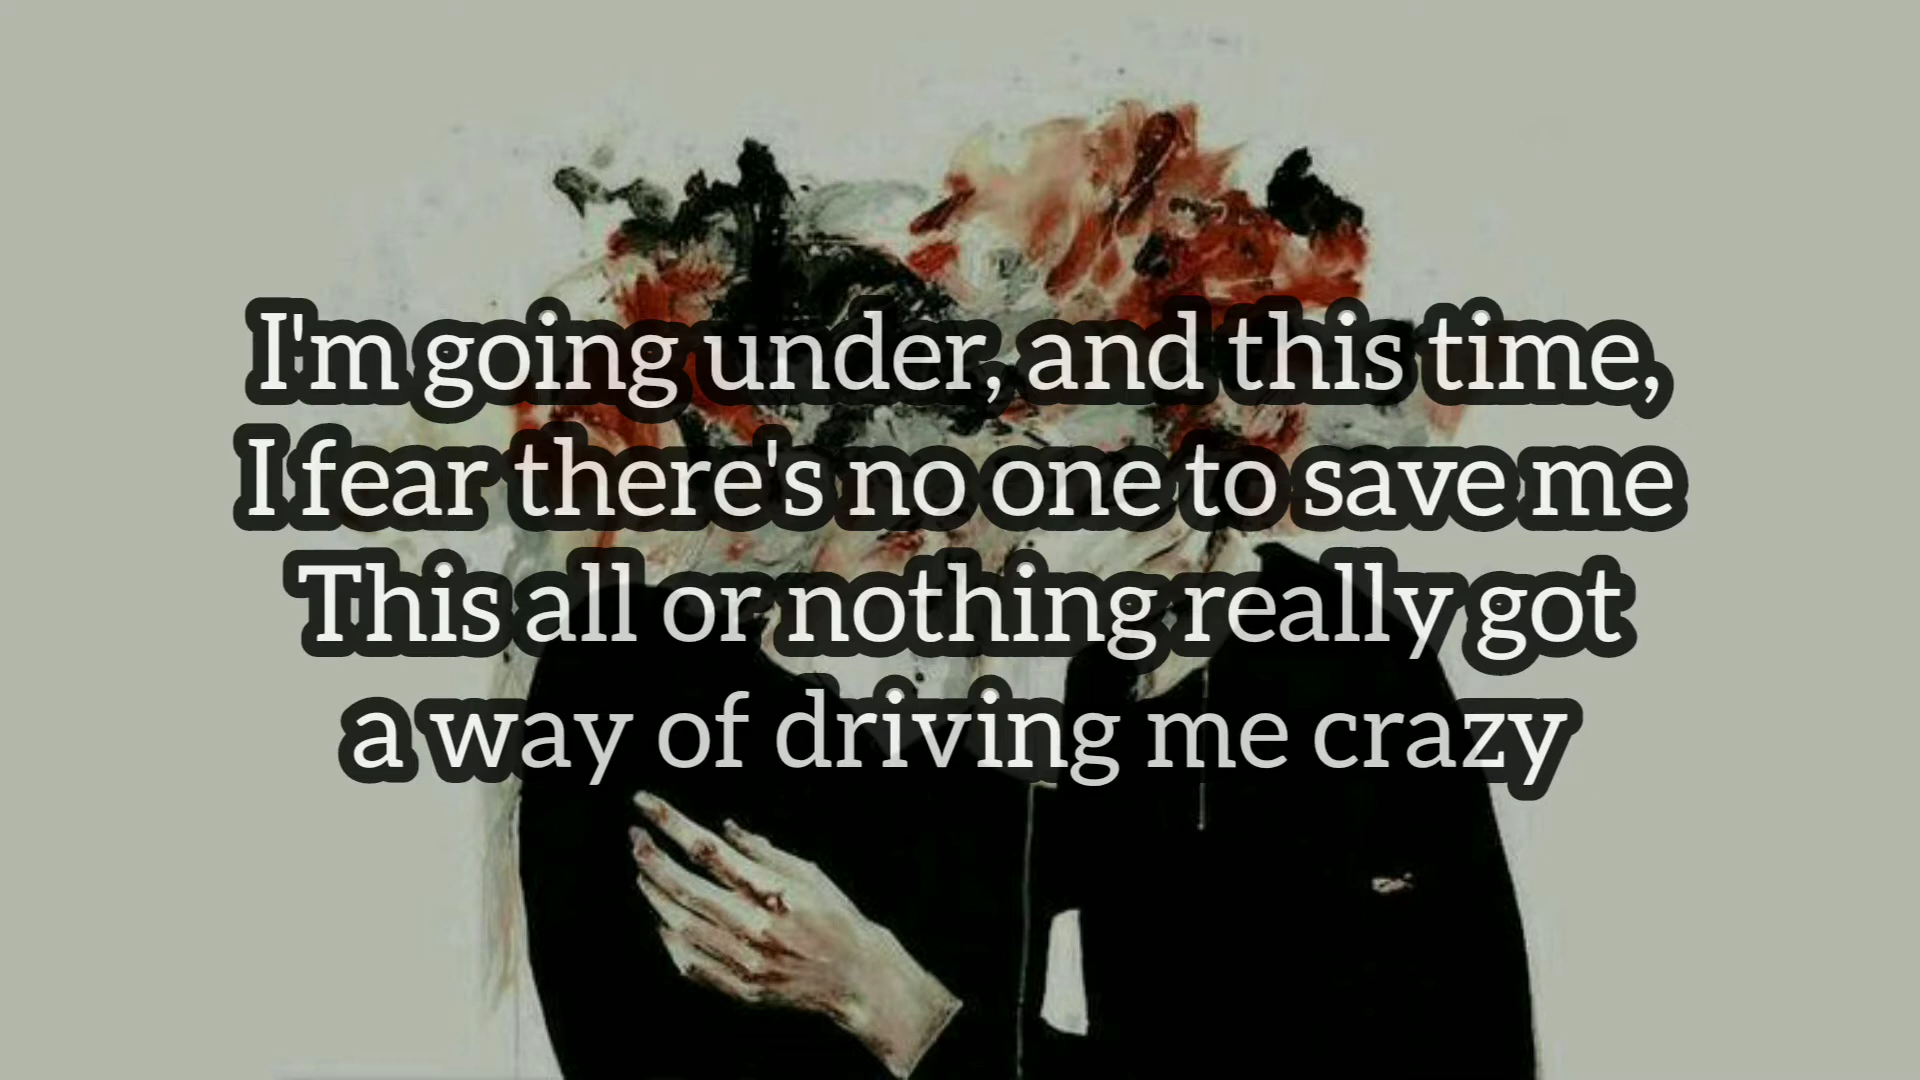 I'm going under, and this time,
I fear there's no one to save me
This all or nothing really got
a way of driving me crazy